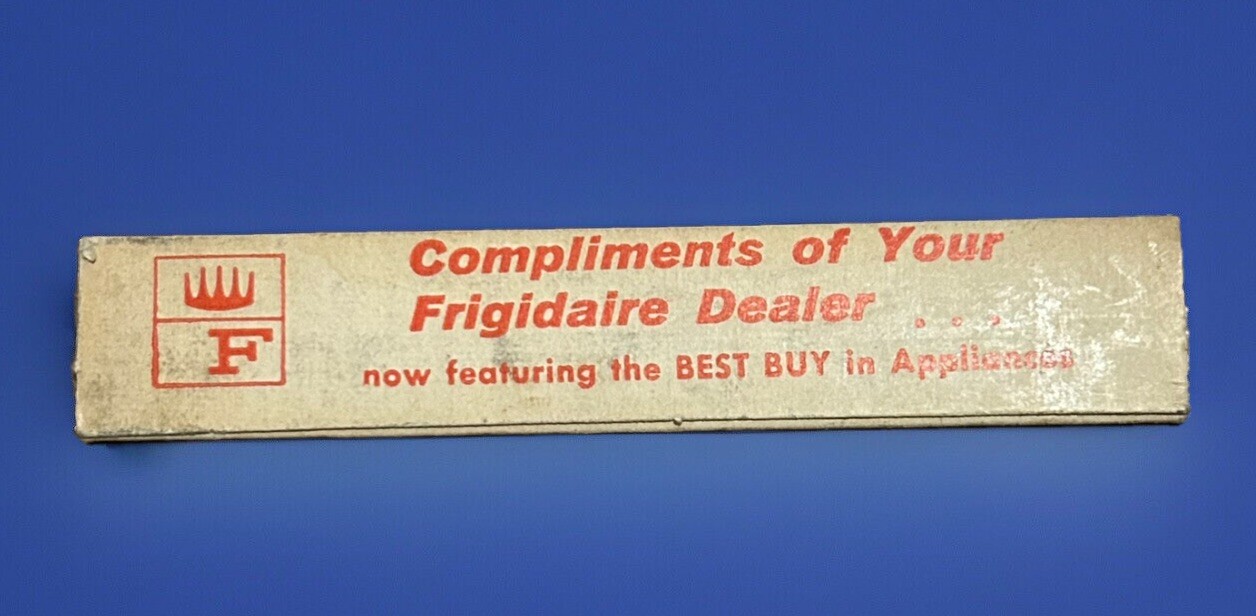 Compliments of Your
Frigidaire Dealer . . .
F
now featuring the BEST BUY in Appliances